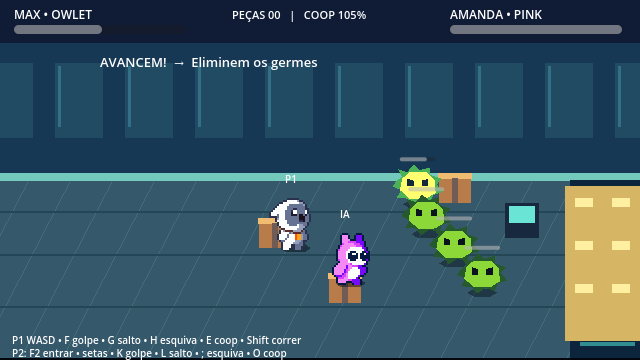 MAX • OWLET
PEÇAS 00 | COOP 105%
AMANDA • PINK
AVANCEM! → Eliminem os germes
P1
IA
P1 WASD • F golpe • G salto • H esquiva • E coop • Shift correr
P2: F2 entrar • setas • K golpe • L salto • ; esquiva • O coop